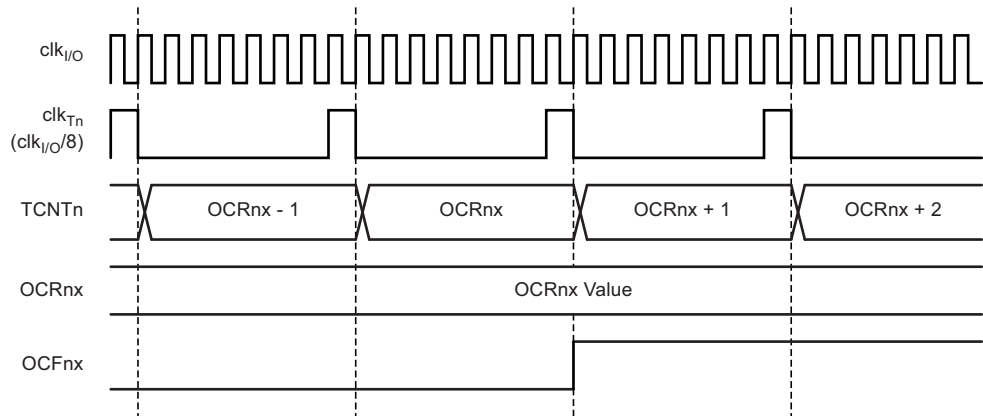 clkI/O
clkTn
(clkI/O/8)
TCNTn OCRnx - 1 OCRnx OCRnx + 1 OCRnx + 2
OCRnx OCRnx Value
OCFnx